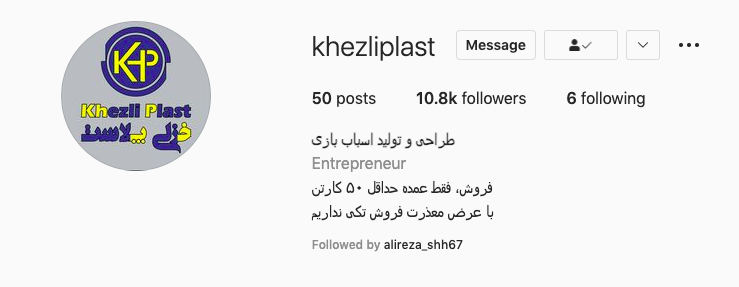 khezliplast Message
50 posts 10.8k followers 6 following
طراحی و تولید اسباب بازی
Entrepreneur
فروش، فقط عمده حداقل ۵۰ کارتن
با عرض معذرت فروش تکی نداریم
Followed by alireza_shh67
KHP
Khezli Plast
خزلی پلاست